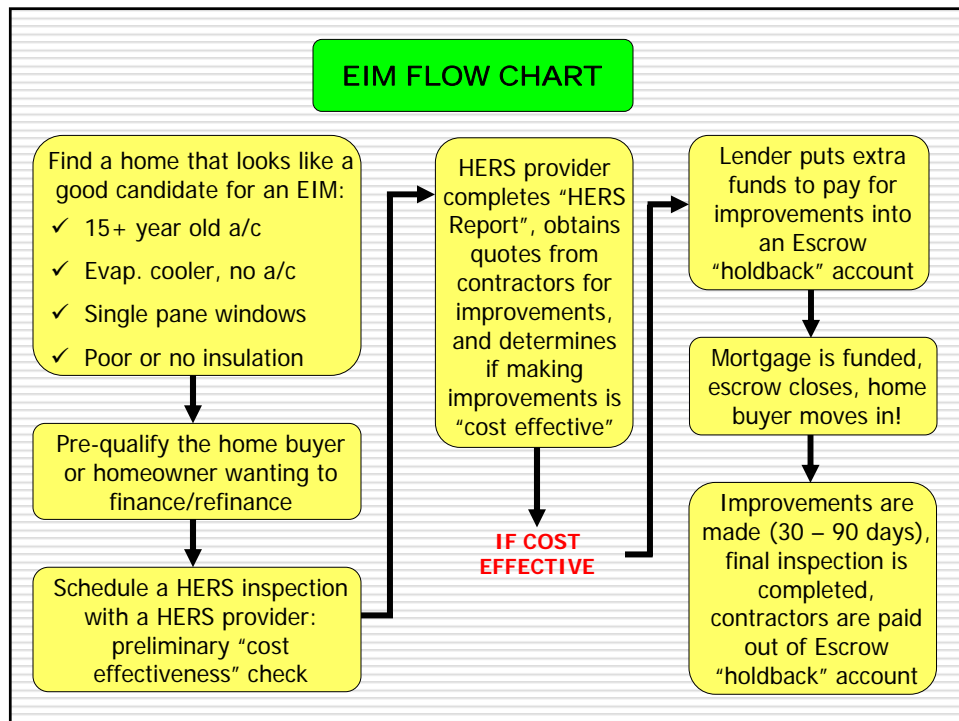 EIM FLOW CHART
Find a home that looks like a
good candidate for an EIM:
✓ 15+ year old a/c
✓ Evap. cooler, no a/c
✓ Single pane windows
✓ Poor or no insulation
Pre-qualify the home buyer
or homeowner wanting to
finance/refinance
Schedule a HERS inspection
with a HERS provider:
preliminary “cost
effectiveness” check
HERS provider
completes “HERS
Report”, obtains
quotes from
contractors for
improvements,
and determines
if making
improvements is
“cost effective”
IF COST
EFFECTIVE
Lender puts extra
funds to pay for
improvements into
an Escrow
“holdback” account
Mortgage is funded,
escrow closes, home
buyer moves in!
Improvements are
made (30 – 90 days),
final inspection is
completed,
contractors are paid
out of Escrow
“holdback” account